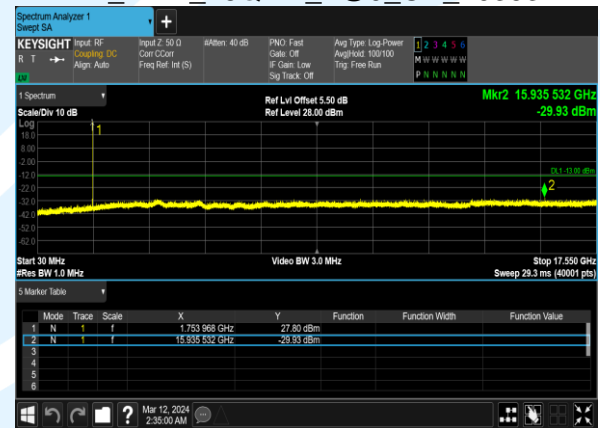 Spectrum Analyzer 1
Swept SA
KEYSIGHT
R T
LXI
Input: RF
Coupling: DC
Align: Auto
Input Z: 50 Ω
Corr CCorr
Freq Ref: Int (S)
#Atten: 40 dB
PNO: Fast
Gate: Off
IF Gain: Low
Sig Track: Off
Avg Type: Log-Power
Avg|Hold: 100/100
Trig: Free Run
1 2 3 4 5 6
M W W W W W
P N N N N N
1 Spectrum
Scale/Div 10 dB
Ref Lvl Offset 5.50 dB
Ref Level 28.00 dBm
Mkr2 15.935 532 GHz
-29.93 dBm
Log
18.0
8.00
-2.00
-12.0
-22.0
-32.0
-42.0
-52.0
-62.0
1
DL1 -13.00 dBm
2
Start 30 MHz
#Res BW 1.0 MHz
Video BW 3.0 MHz
Stop 17.550 GHz
Sweep 29.3 ms (40001 pts)
5 Marker Table
Mode Trace Scale X Y Function Function Width Function Value
1 N 1 f 1.753 968 GHz 27.80 dBm
2 N 1 f 15.935 532 GHz -29.93 dBm
3
4
5
6
?
Mar 12, 2024
2:35:00 AM